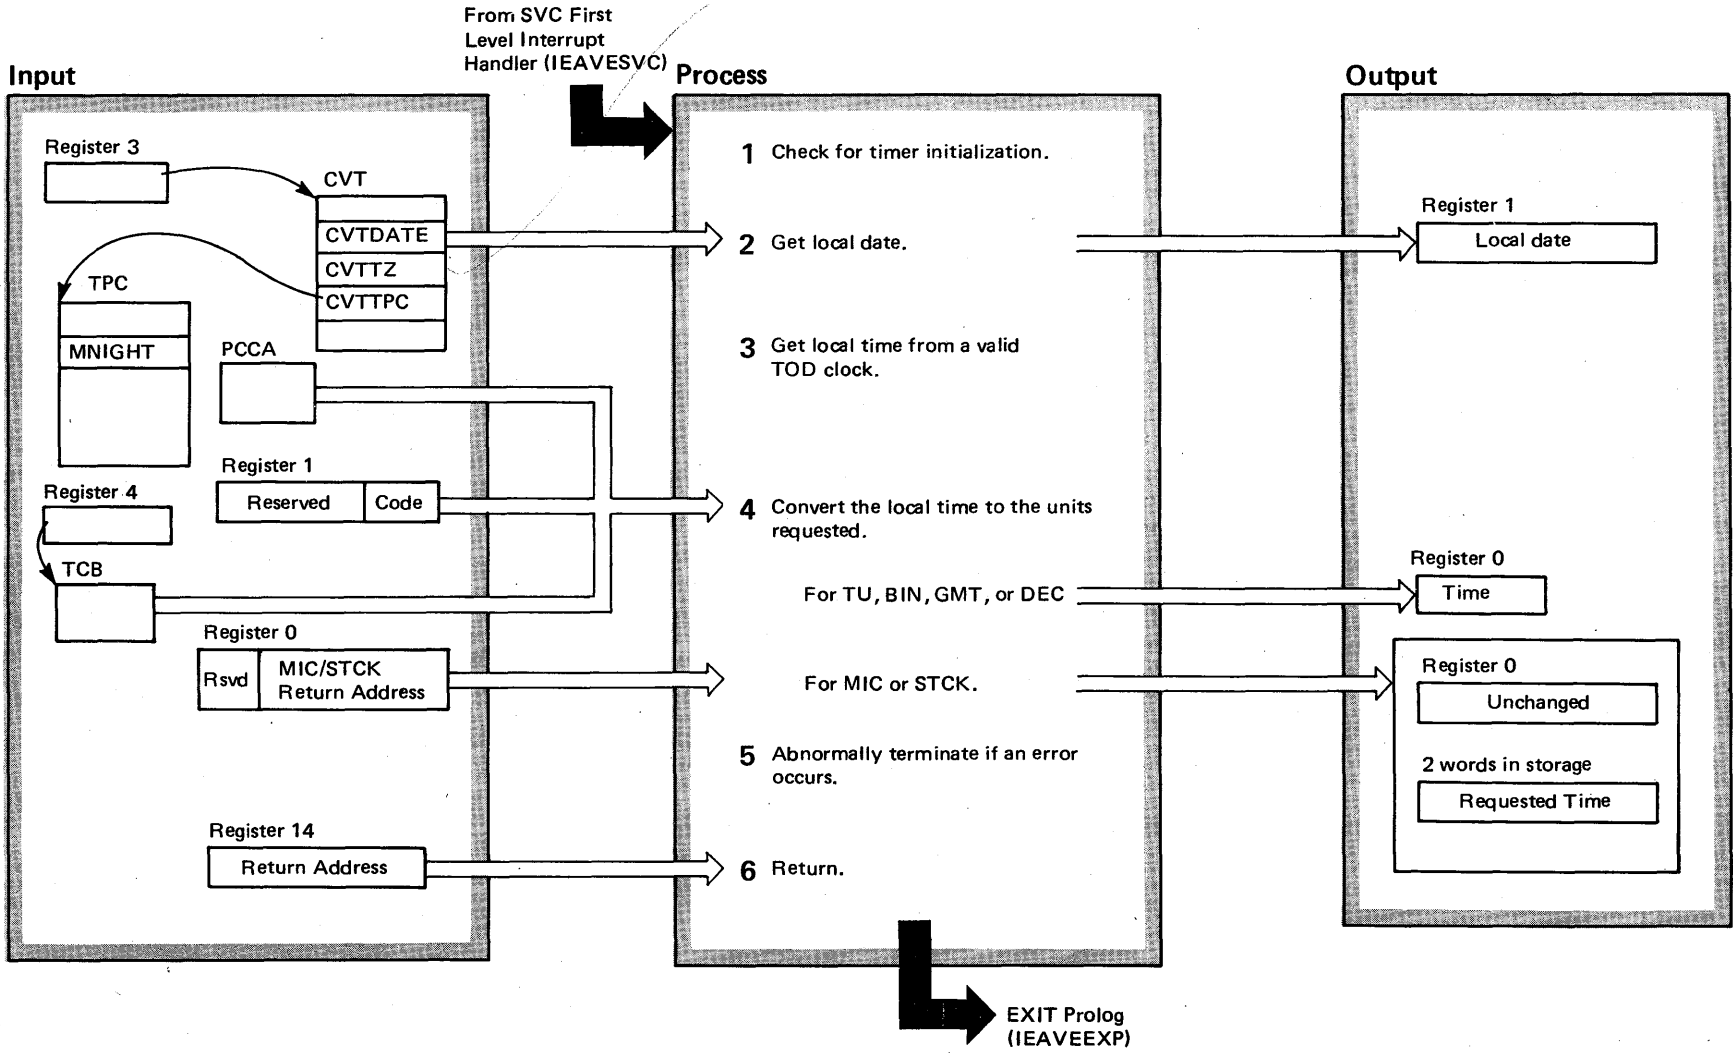 From SVC First
Level Interrupt
Handler (IEAVESVC)
Input
Process
Output
Register 3
CVT
CVTDATE
CVTTZ
CVTTPC
TPC
MNIGHT
PCCA
Register 1
Reserved
Code
Register 4
TCB
Register 0
Rsvd
MIC/STCK
Return Address
Register 14
Return Address
1 Check for timer initialization.
2 Get local date.
3 Get local time from a valid
TOD clock.
4 Convert the local time to the units
requested.
For TU, BIN, GMT, or DEC
For MIC or STCK.
5 Abnormally terminate if an error
occurs.
6 Return.
EXIT Prolog
(IEAVEEXP)
Register 1
Local date
Register 0
Time
Register 0
Unchanged
2 words in storage
Requested Time